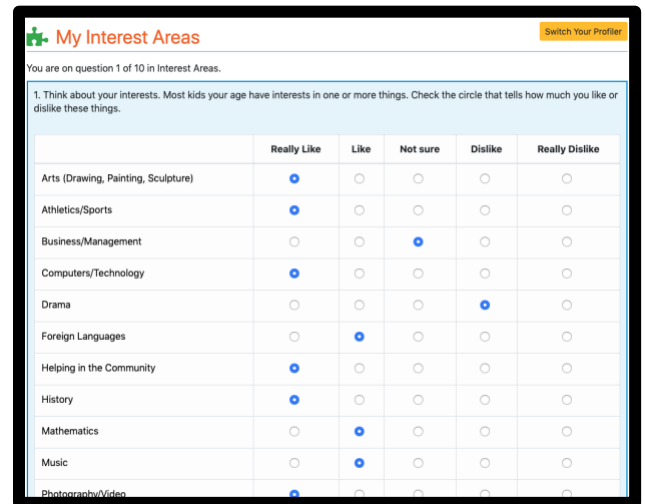 My Interest Areas
Switch Your Profiler
You are on question 1 of 10 in Interest Areas.
1. Think about your interests. Most kids your age have interests in one or more things. Check the circle that tells how much you like or
dislike these things.
Really Like Like Not sure Dislike Really Dislike
Arts (Drawing, Painting, Sculpture)
Athletics/Sports
Business/Management
Computers/Technology
Drama
Foreign Languages
Helping in the Community
History
Mathematics
Music
Photography/Video